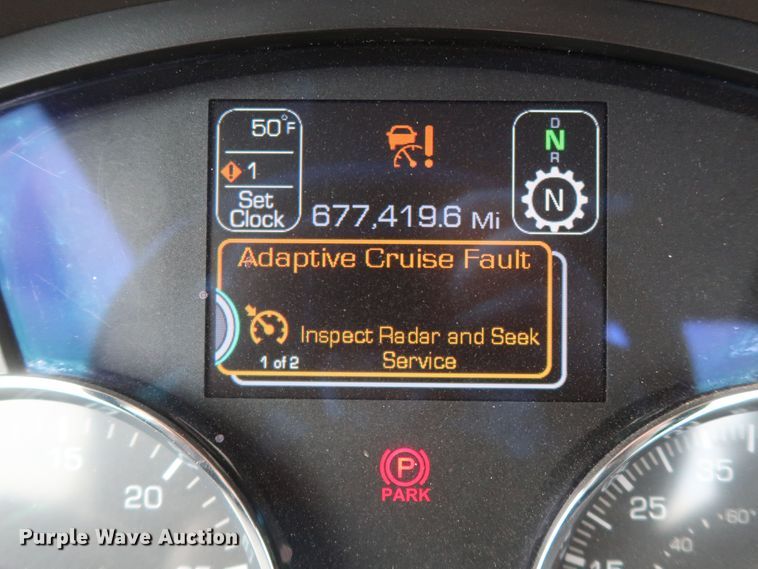 50°F
1
Set
Clock
D
N
R
N
677,419.6 Mi
Adaptive Cruise Fault
Inspect Radar and Seek
Service
1 of 2
P
PARK
15
20
15
25
35
40
60
Purple Wave Auction